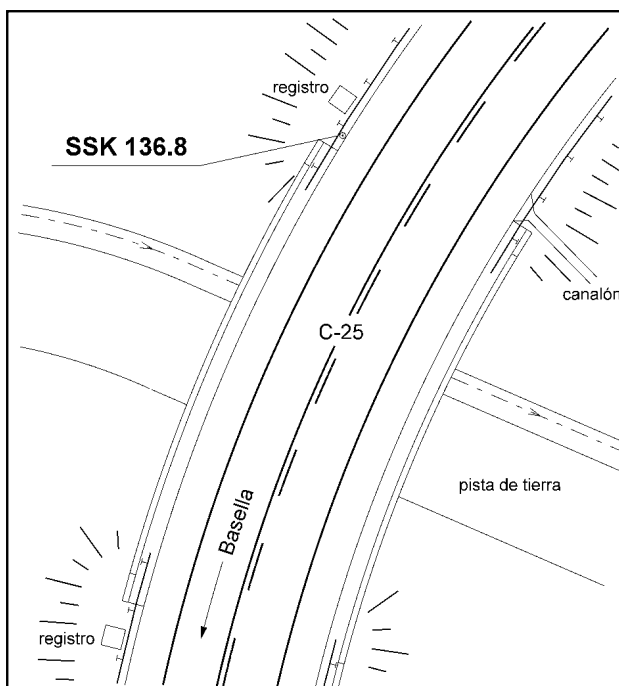 registro
SSK 136.8
canalón
C-25
pista de tierra
Basella
registro